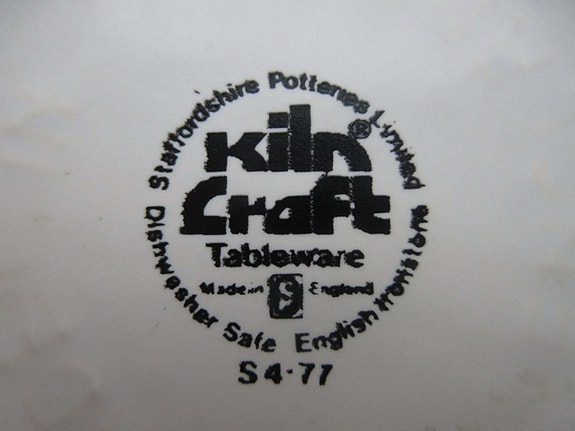 Staffordshire Potteries Limited
Kiln®
Craft
Tableware
Made in S England
Dishwasher Safe English Ironstone
S4-77